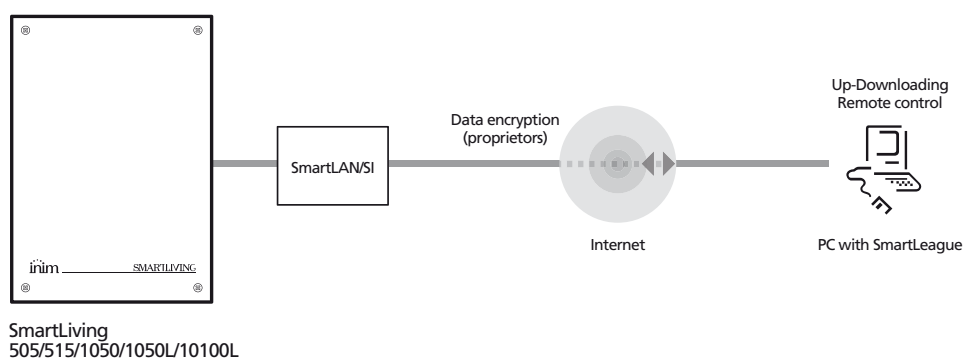 Up-Downloading
Remote control
Data encryption
(proprietors)
SmartLAN/SI
Internet
PC with SmartLeague
inim SMARTLIVING
SmartLiving
505/515/1050/1050L/10100L